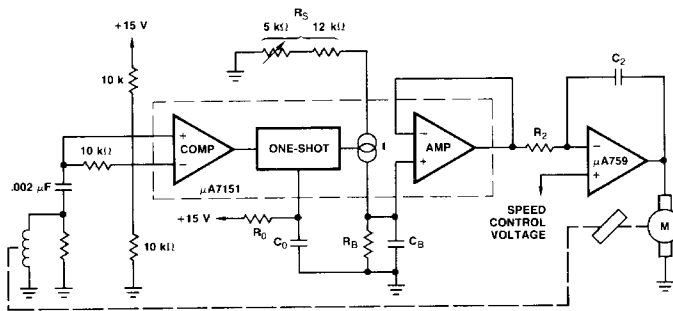 R_S
5 kΩ 12 kΩ
+15 V
C_2
10 k
+
COMP
−
ONE-SHOT
I
−
AMP
+
R_2
−
μA759
+
10 kΩ
μA7151
.002 μF
+15 V
R_0
C_0
R_B
C_B
SPEED
CONTROL
VOLTAGE
M
10 kΩ